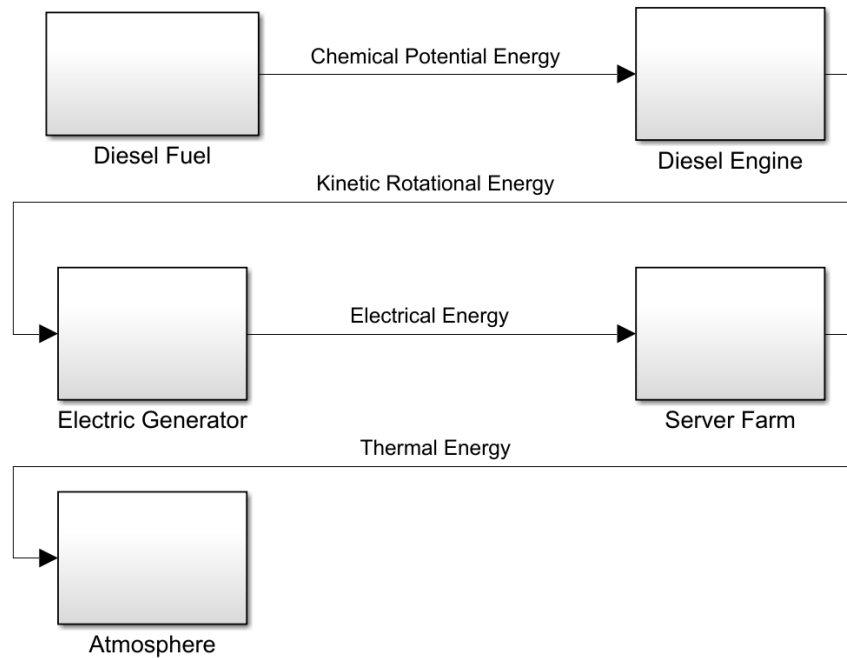 Chemical Potential Energy
Diesel Fuel
Diesel Engine
Kinetic Rotational Energy
Electrical Energy
Electric Generator
Server Farm
Thermal Energy
Atmosphere